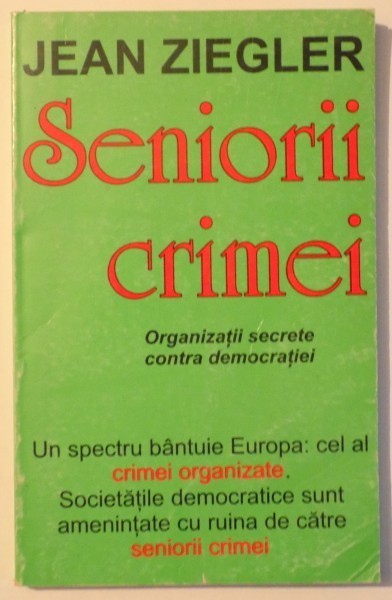 JEAN ZIEGLER
Seniorii
crimei
Organizații secrete
contra democrației
Un spectru bântuie Europa: cel al
crimei organizate.
Societățile democratice sunt
amenințate cu ruina de către
seniorii crimei